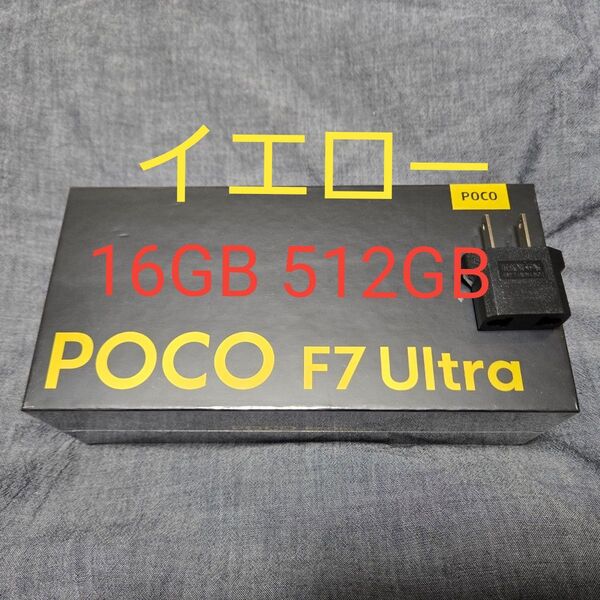 イエロー
POCO
16GB 512GB
POCO F7 Ultra